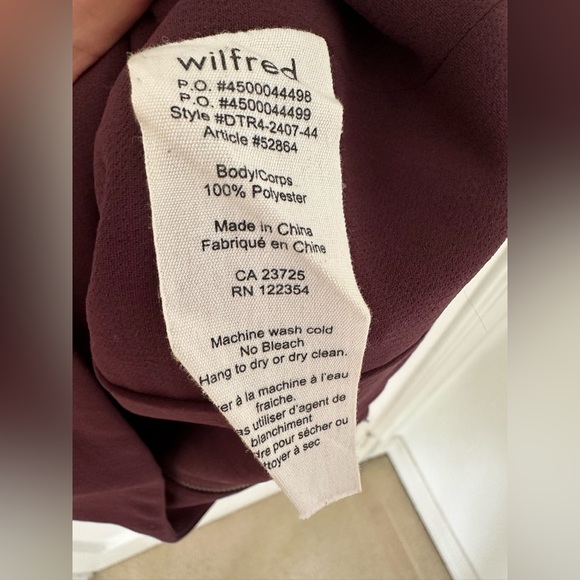 wilfred
P.O. #4500044498
P.O. #4500044499
Style #DTR4-2407-44
Article #52864
Body/Corps
100% Polyester
Made in China
Fabriqué en Chine
CA 23725
RN 122354
Machine wash cold
No Bleach
Hang to dry or dry clean.
à la machine à l'eau
fraiche.
utiliser d'agent de
blanchiment
pour sécher ou
à sec